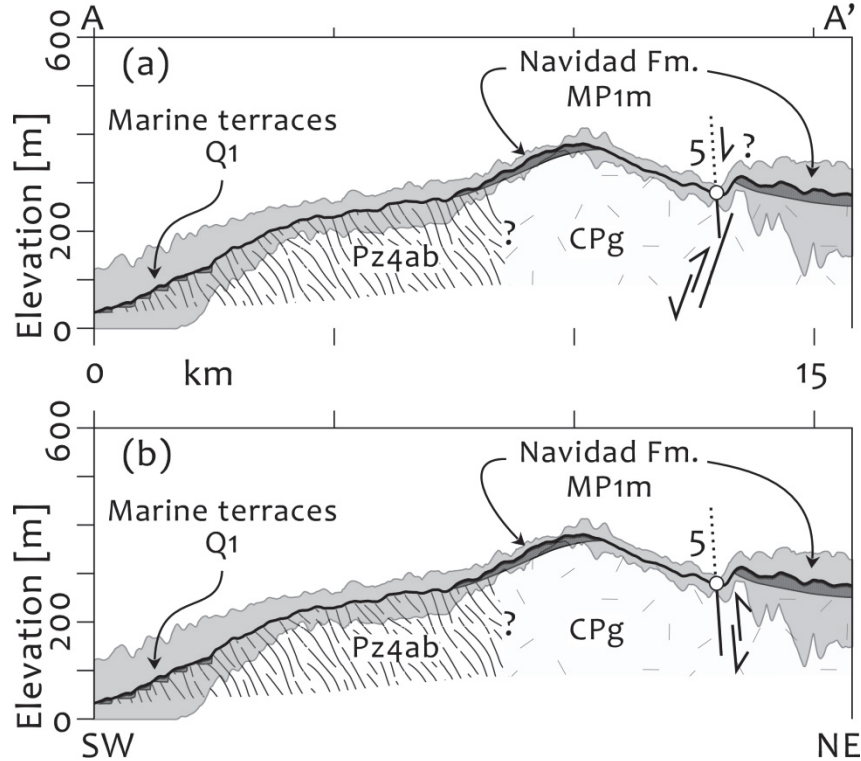 A A’
600
(a)
Navidad Fm.
MP1m
Marine terraces
Q1
5 ?
Elevation [m]
200
?
Pz4ab
CPg
0
0 km 15
600
(b)
Navidad Fm.
MP1m
Marine terraces
Q1
5
Elevation [m]
200
?
Pz4ab
CPg
0
SW NE